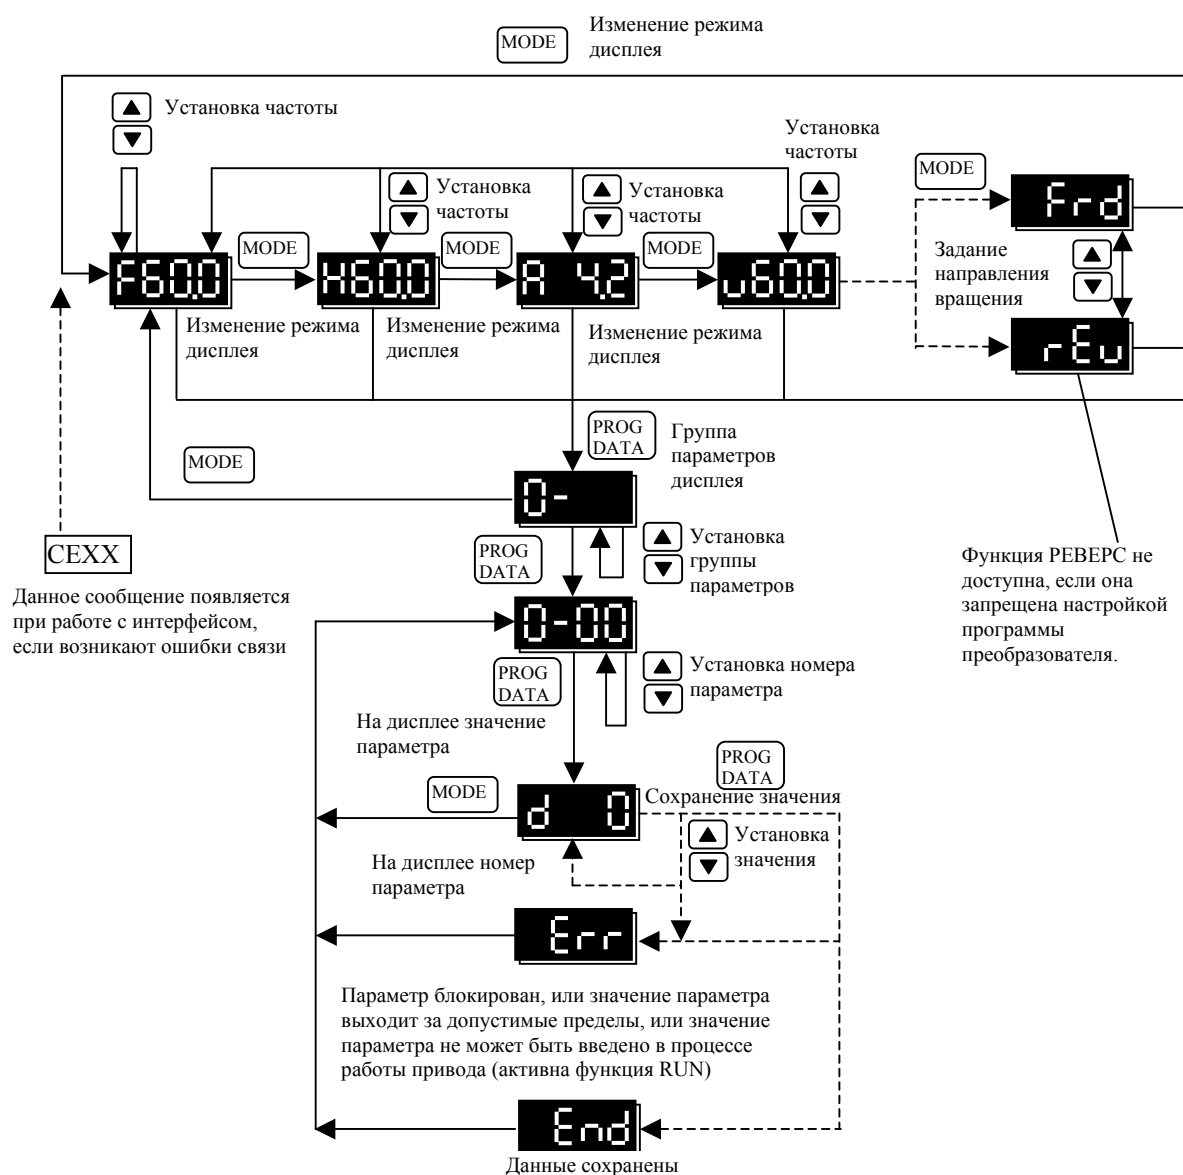 MODE
Изменение режима
дисплея
Установка частоты
Установка
частоты
MODE
Frd
Установка
частоты
Установка
частоты
MODE
MODE
MODE
Задание
направления
вращения
F60.0
H60.0
A 4.2
u60.0
rEu
Изменение режима
дисплея
Изменение режима
дисплея
Изменение режима
дисплея
PROG
DATA
Группа
параметров
дисплея
MODE
0-
CEXX
Данное сообщение появляется
при работе с интерфейсом,
если возникают ошибки связи
PROG
DATA
Установка
группы
параметров
Функция РЕВЕРС не
доступна, если она
запрещена настройкой
программы
преобразователя.
0-00
PROG
DATA
Установка номера
параметра
На дисплее значение
параметра
PROG
DATA
MODE
d 0
Сохранение значения
Установка
значения
На дисплее номер
параметра
Err
Параметр блокирован, или значение параметра
выходит за допустимые пределы, или значение
параметра не может быть введено в процессе
работы привода (активна функция RUN)
End
Данные сохранены